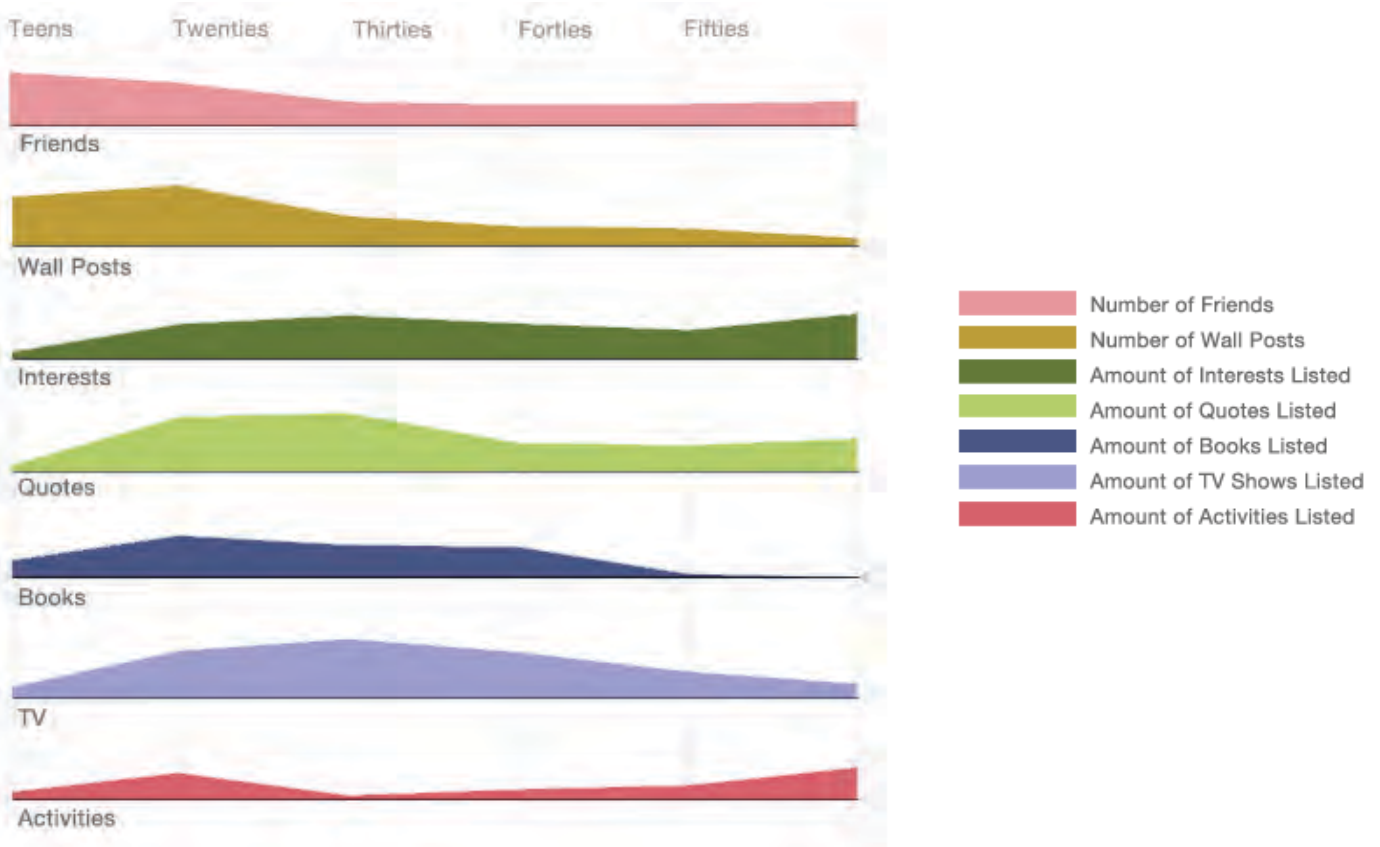 Teens Twenties Thirties Forties Fifties
Friends
Wall Posts
Interests
Quotes
Books
TV
Activities
Number of Friends
Number of Wall Posts
Amount of Interests Listed
Amount of Quotes Listed
Amount of Books Listed
Amount of TV Shows Listed
Amount of Activities Listed